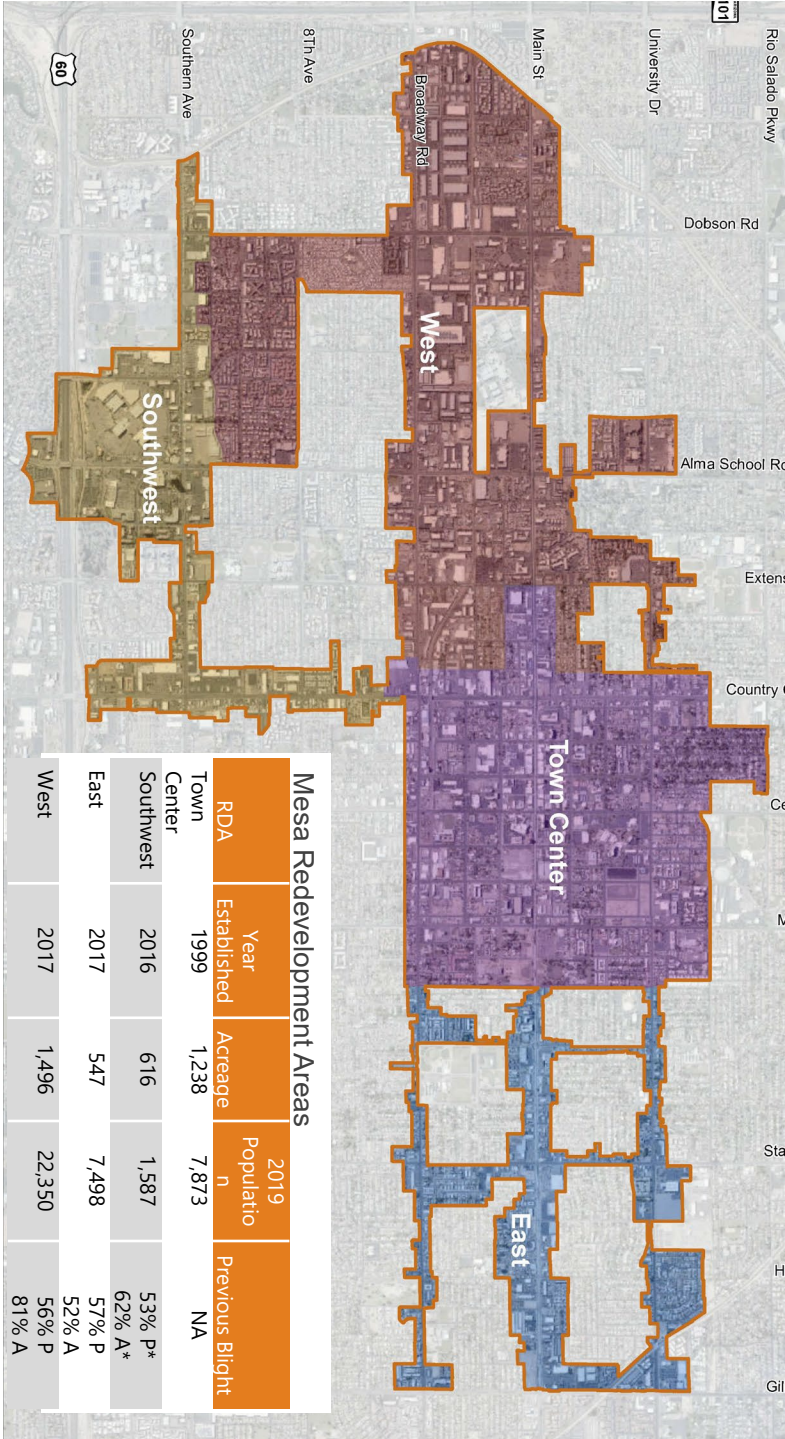 101
Rio Salado Pkwy
University Dr
Main St
Broadway Rd
8Th Ave
Southern Ave
60
Dobson Rd
Alma School Rd
Extens
Country C
Ce
M
Sta
H
Gil
West
Southwest
Town Center
East
Mesa Redevelopment Areas
RDA Year Established Acreage 2019 Populatio n Previous Blight
Town Center 1999 1,238 7,873 NA
Southwest 2016 616 1,587 53% P* 62% A*
East 2017 547 7,498 57% P 52% A
West 2017 1,496 22,350 56% P 81% A